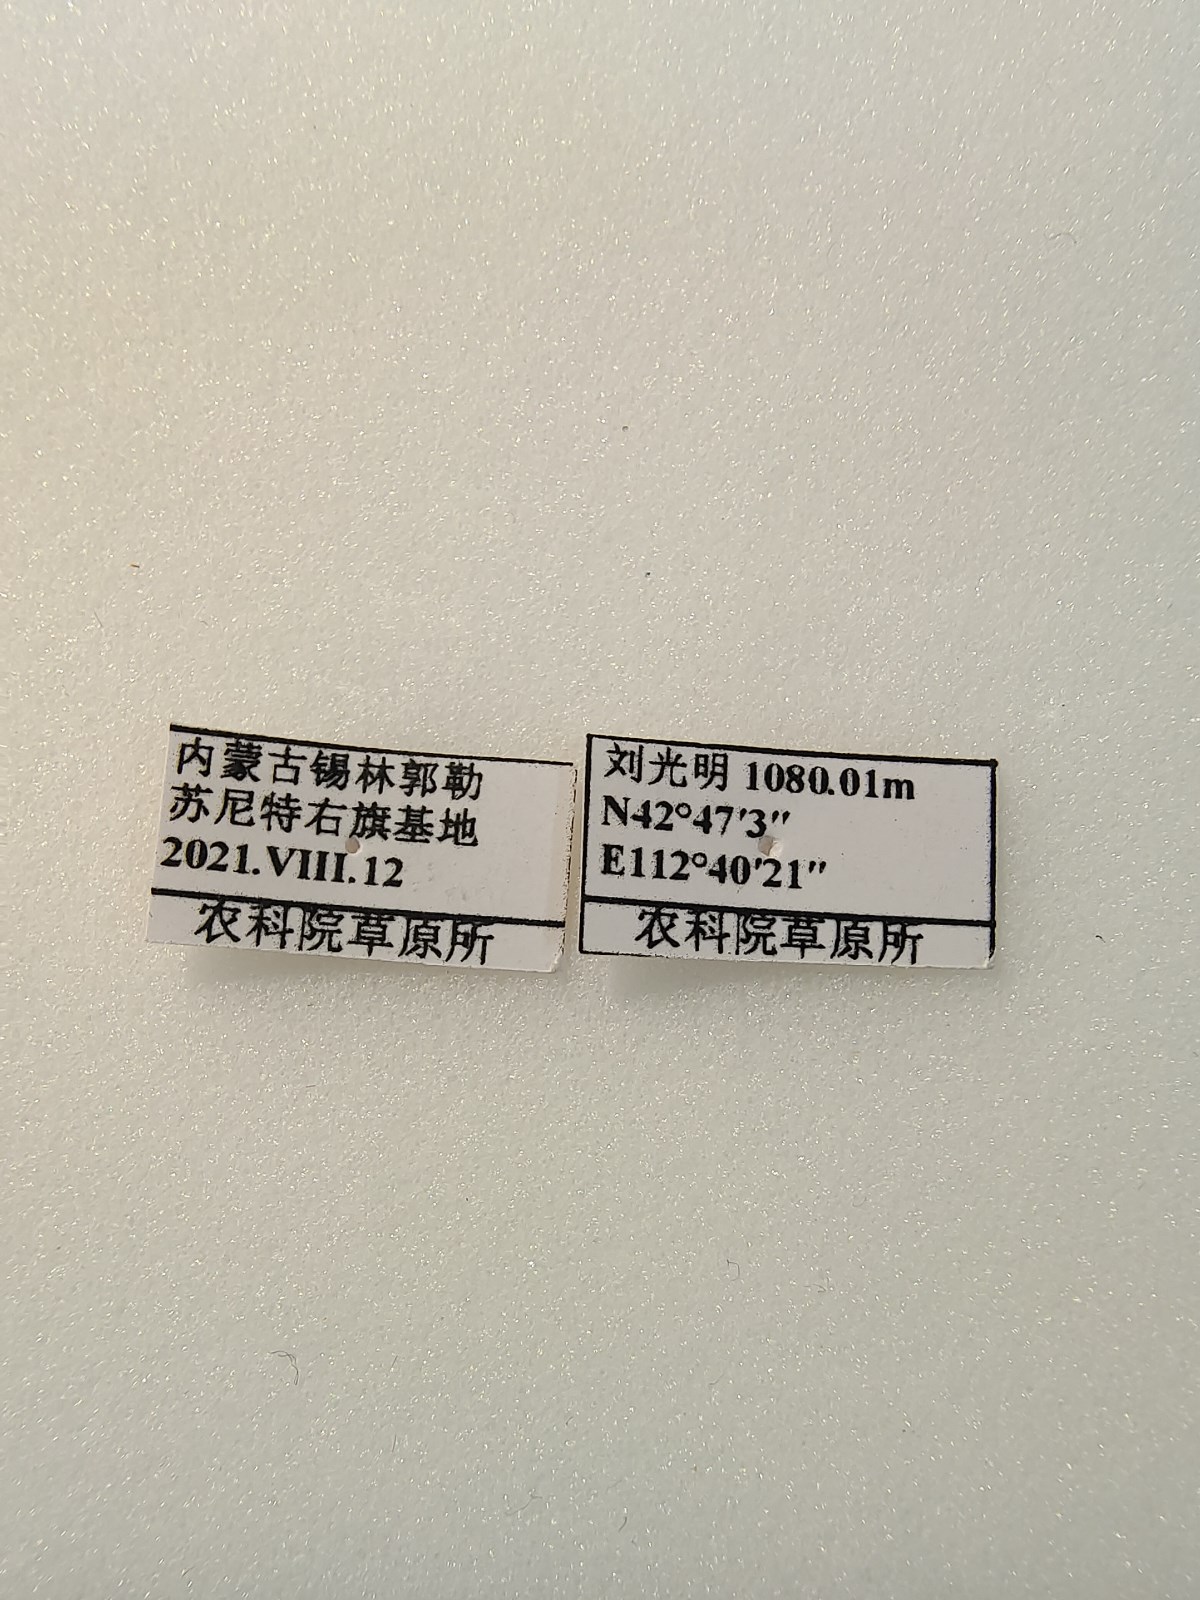 内蒙古锡林郭勒
苏尼特右旗基地
2021.VIII.12
农科院草原所
刘光明 1080.01m
N42°47′3″
E112°40′21″
农科院草原所